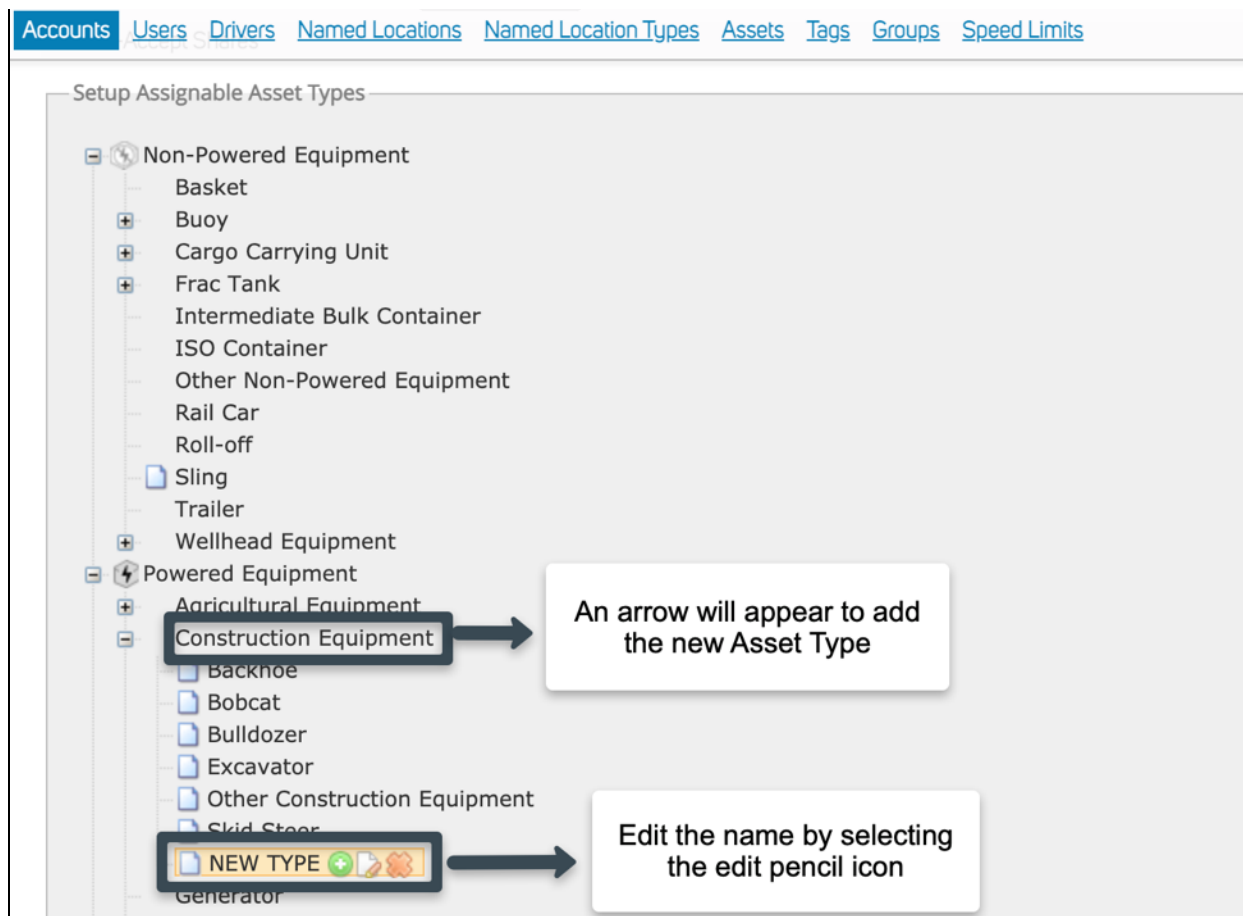 Accounts Users Drivers Named Locations Named Location Types Assets Tags Groups Speed Limits
Accept Shares
Setup Assignable Asset Types
Non-Powered Equipment
Basket
Buoy
Cargo Carrying Unit
Frac Tank
Intermediate Bulk Container
ISO Container
Other Non-Powered Equipment
Rail Car
Roll-off
Sling
Trailer
Wellhead Equipment
Powered Equipment
Agricultural Equipment
Construction Equipment
An arrow will appear to add
the new Asset Type
Backhoe
Bobcat
Bulldozer
Excavator
Other Construction Equipment
Skid Steer
NEW TYPE
Edit the name by selecting
the edit pencil icon
Generator